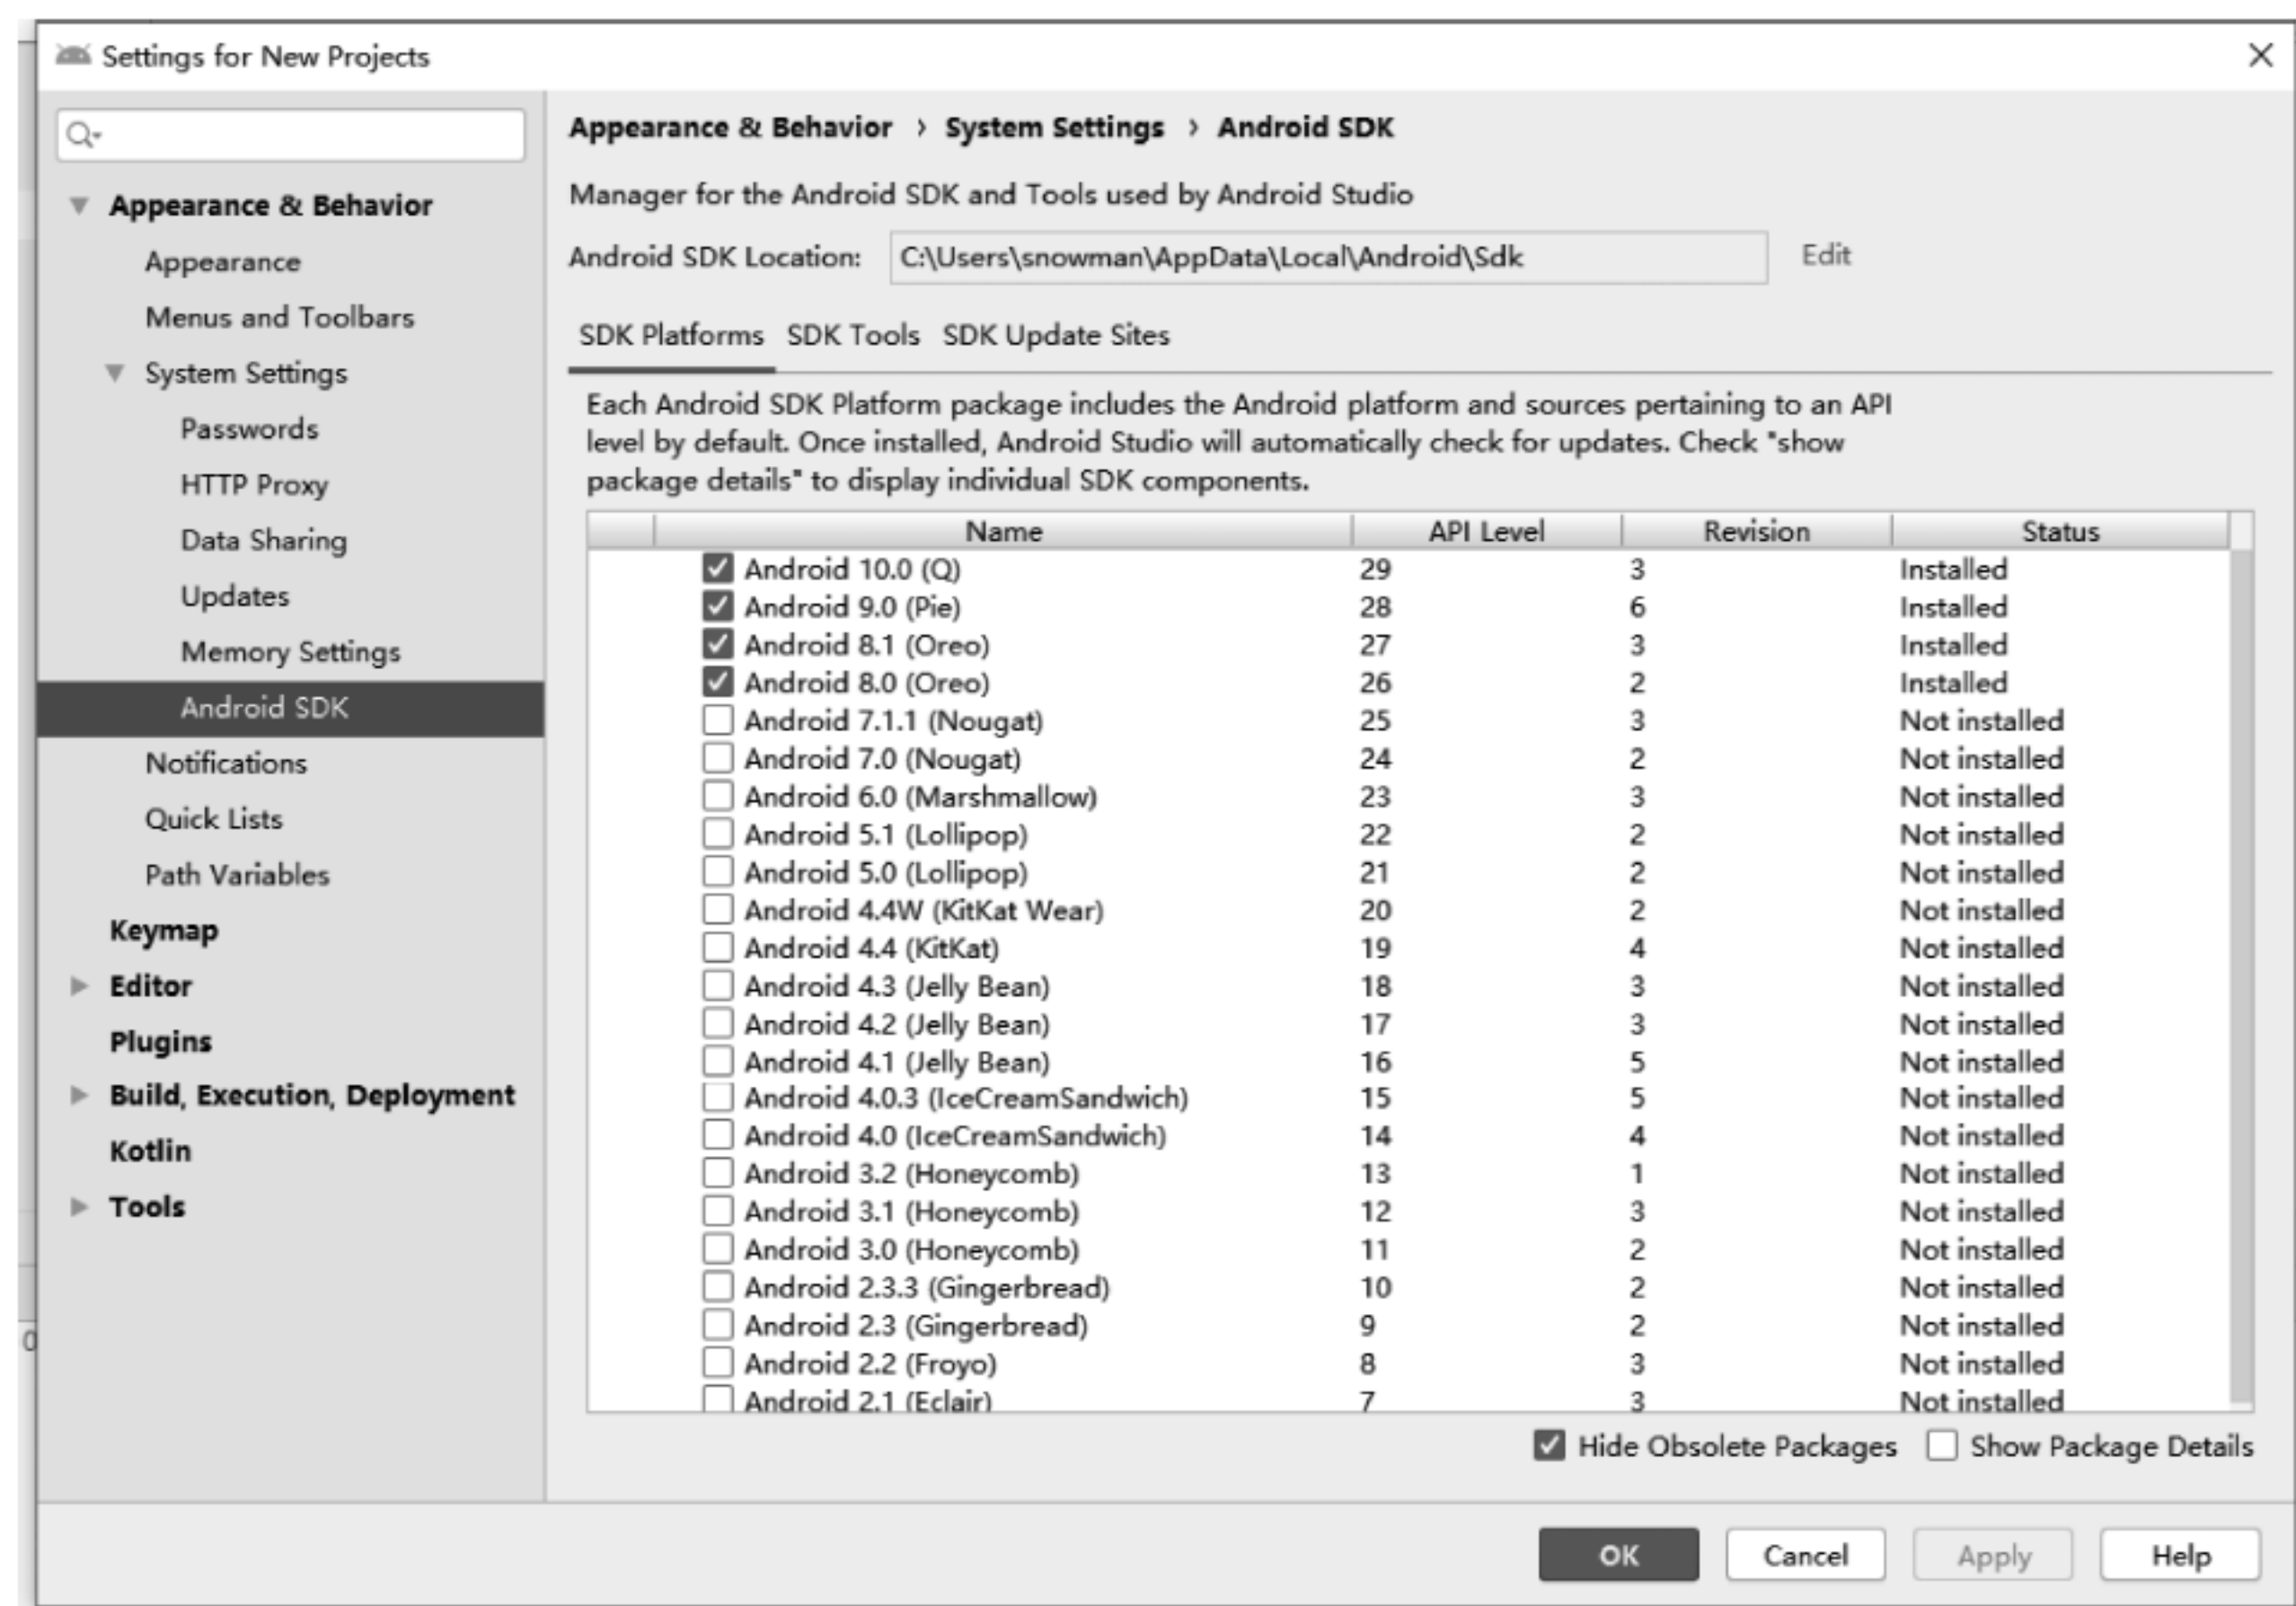 Settings for New Projects
Appearance & Behavior
Appearance
Menus and Toolbars
System Settings
Passwords
HTTP Proxy
Data Sharing
Updates
Memory Settings
Android SDK
Notifications
Quick Lists
Path Variables
Keymap
Editor
Plugins
Build, Execution, Deployment
Kotlin
Tools
Appearance & Behavior › System Settings › Android SDK
Manager for the Android SDK and Tools used by Android Studio
Android SDK Location: C:\Users\snowman\AppData\Local\Android\Sdk Edit
SDK Platforms SDK Tools SDK Update Sites
Each Android SDK Platform package includes the Android platform and sources pertaining to an API
level by default. Once installed, Android Studio will automatically check for updates. Check "show
package details" to display individual SDK components.
Name API Level Revision Status
Android 10.0 (Q) 29 3 Installed
Android 9.0 (Pie) 28 6 Installed
Android 8.1 (Oreo) 27 3 Installed
Android 8.0 (Oreo) 26 2 Installed
Android 7.1.1 (Nougat) 25 3 Not installed
Android 7.0 (Nougat) 24 2 Not installed
Android 6.0 (Marshmallow) 23 3 Not installed
Android 5.1 (Lollipop) 22 2 Not installed
Android 5.0 (Lollipop) 21 2 Not installed
Android 4.4W (KitKat Wear) 20 2 Not installed
Android 4.4 (KitKat) 19 4 Not installed
Android 4.3 (Jelly Bean) 18 3 Not installed
Android 4.2 (Jelly Bean) 17 3 Not installed
Android 4.1 (Jelly Bean) 16 5 Not installed
Android 4.0.3 (IceCreamSandwich) 15 5 Not installed
Android 4.0 (IceCreamSandwich) 14 4 Not installed
Android 3.2 (Honeycomb) 13 1 Not installed
Android 3.1 (Honeycomb) 12 3 Not installed
Android 3.0 (Honeycomb) 11 2 Not installed
Android 2.3.3 (Gingerbread) 10 2 Not installed
Android 2.3 (Gingerbread) 9 2 Not installed
Android 2.2 (Froyo) 8 3 Not installed
Android 2.1 (Eclair) 7 3 Not installed
Hide Obsolete Packages Show Package Details
OK Cancel Apply Help